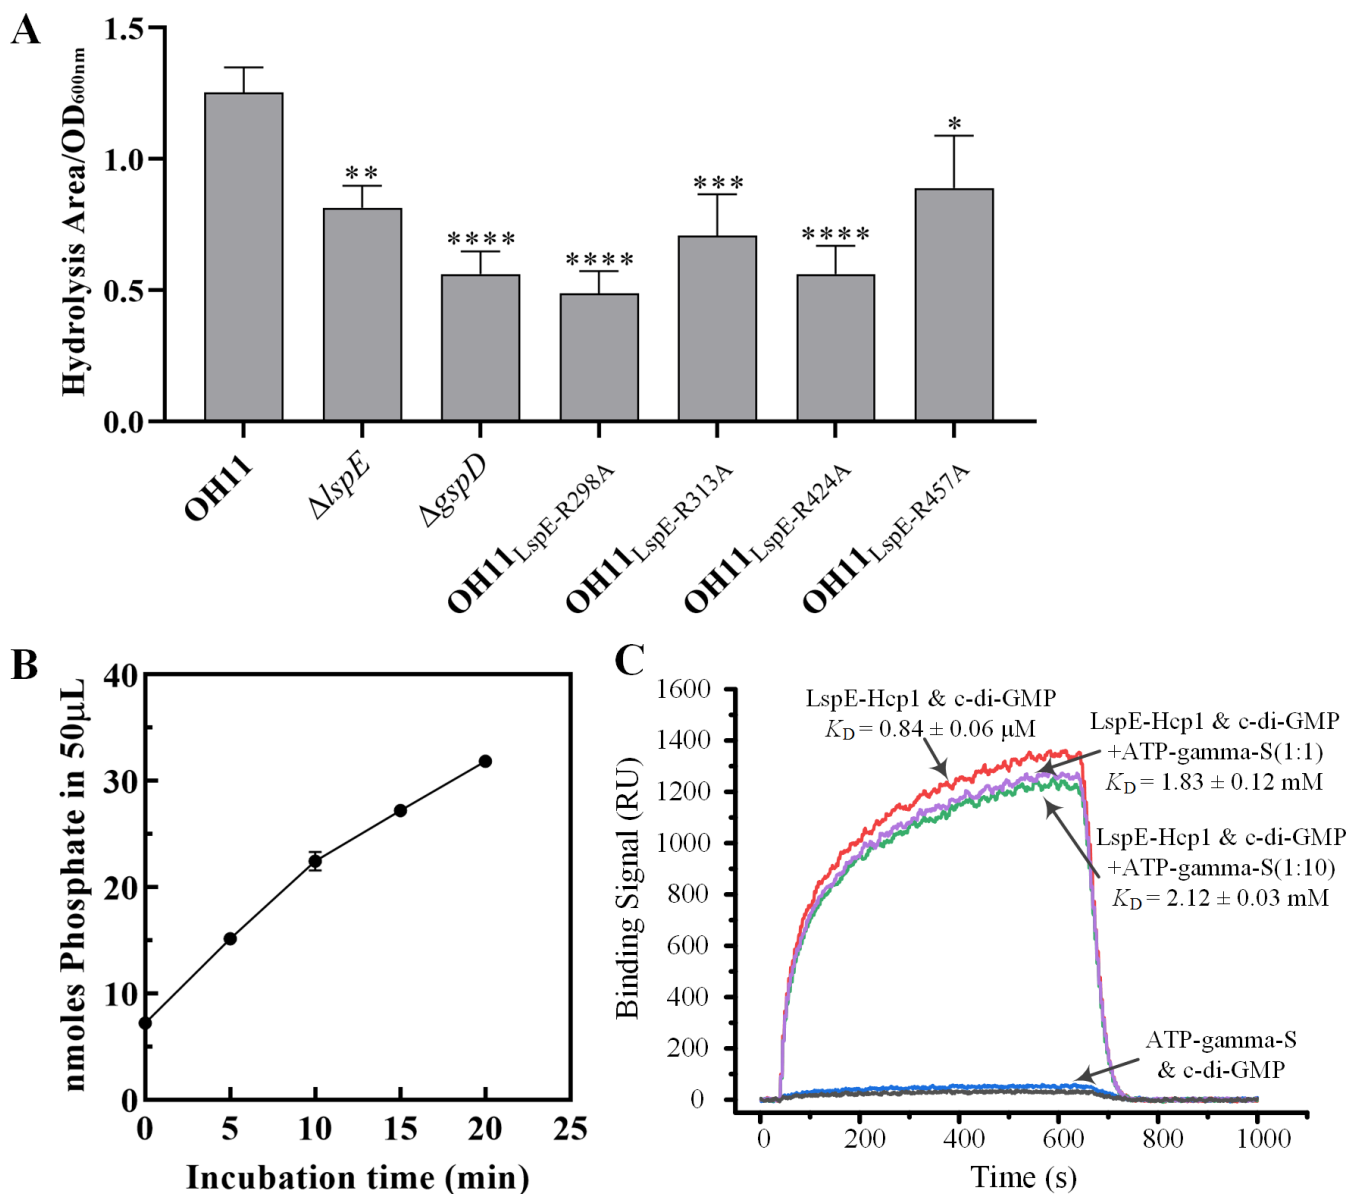 A
Hydrolysis Area/OD600nm
1.5
1.0
0.5
0.0
**
****
****
***
****
*
OH11
ΔlspE
ΔgspD
OH11LspE-R298A
OH11LspE-R313A
OH11LspE-R424A
OH11LspE-R457A
B
nmoles Phosphate in 50μL
40
30
20
10
0
0 5 10 15 20 25
Incubation time (min)
C
Binding Signal (RU)
1600
1400
1200
1000
800
600
400
200
0
LspE-Hcp1 & c-di-GMP
KD = 0.84 ± 0.06 μM
LspE-Hcp1 & c-di-GMP
+ATP-gamma-S(1:1)
KD = 1.83 ± 0.12 mM
LspE-Hcp1 & c-di-GMP
+ATP-gamma-S(1:10)
KD = 2.12 ± 0.03 mM
ATP-gamma-S
& c-di-GMP
0 200 400 600 800 1000
Time (s)